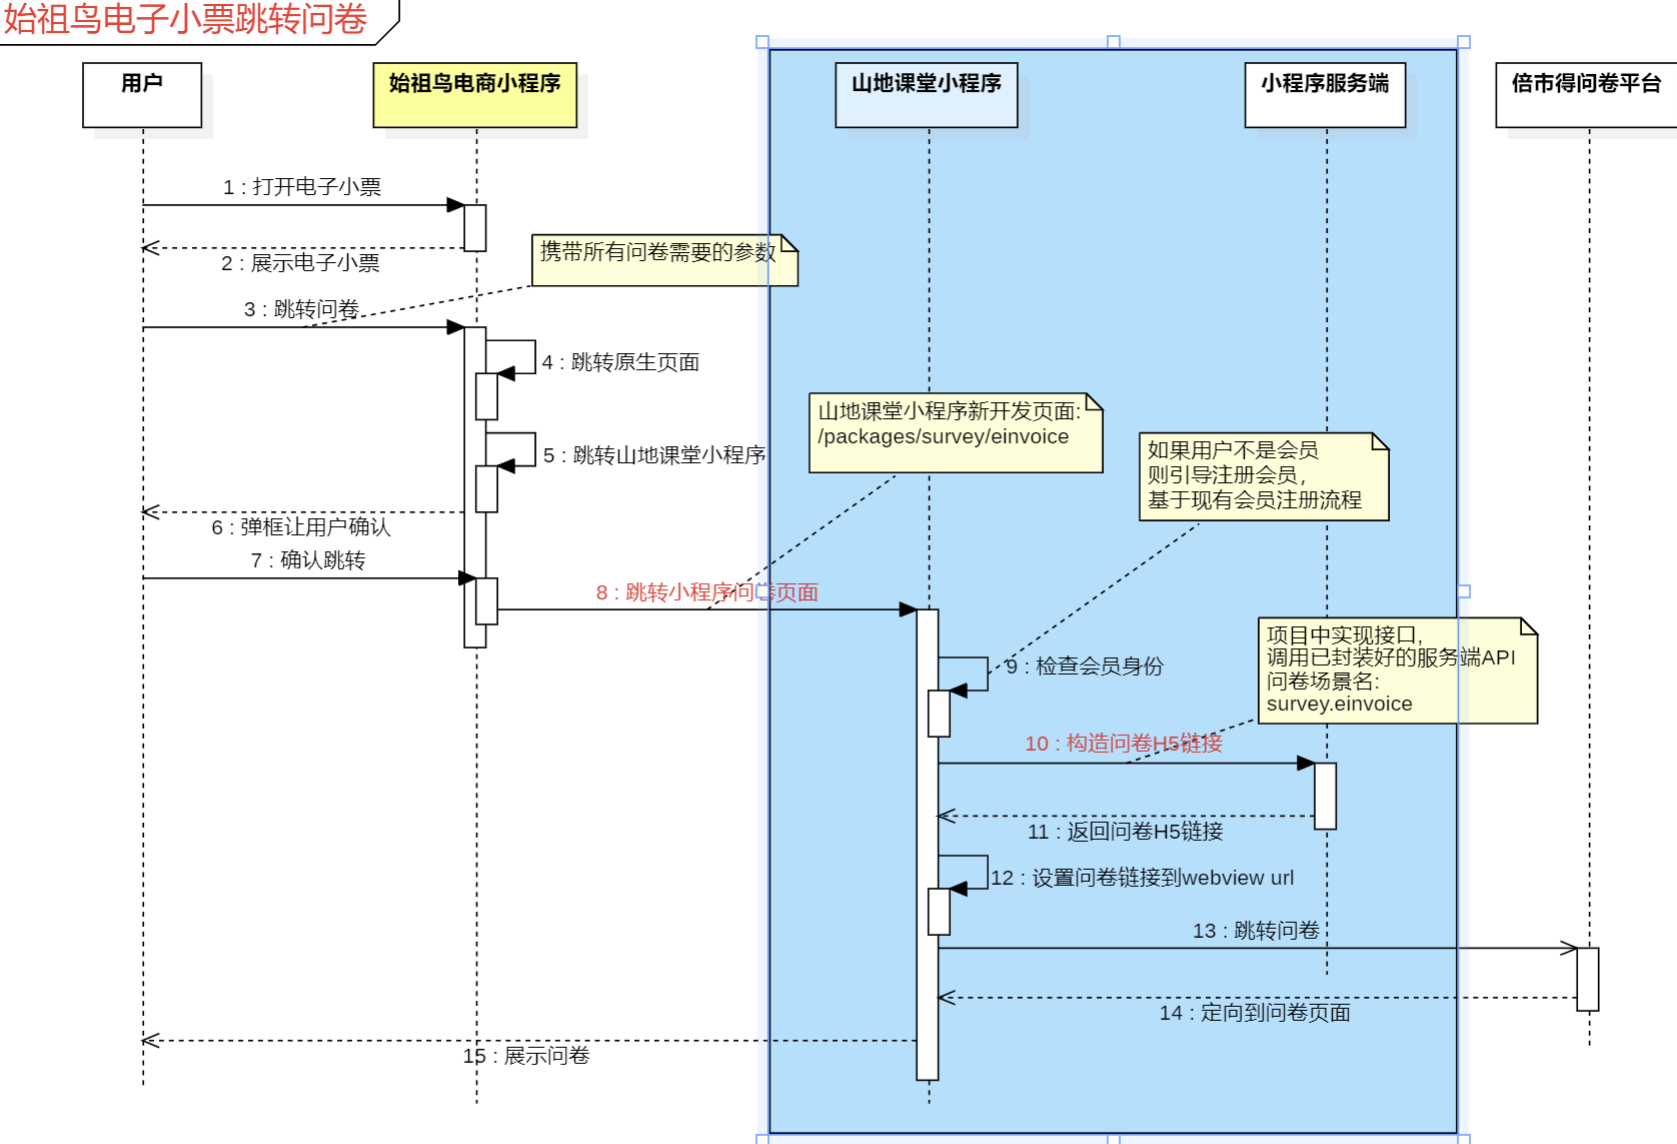 始祖鸟电子小票跳转问卷
用户
始祖鸟电商小程序
山地课堂小程序
小程序服务端
倍市得问卷平台
1 : 打开电子小票
2 : 展示电子小票
携带所有问卷需要的参数
3 : 跳转问卷
4 : 跳转原生页面
山地课堂小程序新开发页面:
/packages/survey/einvoice
5 : 跳转山地课堂小程序
如果用户不是会员
则引导注册会员，
基于现有会员注册流程
6 : 弹框让用户确认
7 : 确认跳转
8 : 跳转小程序问卷页面
项目中实现接口,
调用已封装好的服务端API
问卷场景名:
survey.einvoice
9 : 检查会员身份
10 : 构造问卷H5链接
11 : 返回问卷H5链接
12 : 设置问卷链接到webview url
13 : 跳转问卷
14 : 定向到问卷页面
15 : 展示问卷